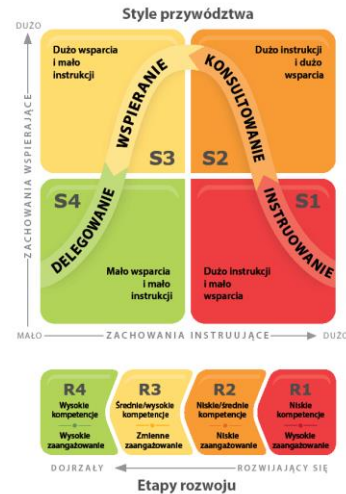 Style przywództwa
DUŻO
ZACHOWANIA WSPIERAJĄCE
Dużo wsparcia
i mało
instrukcji
WSPIERANIE
S3
Dużo instrukcji
i dużo
wsparcia
KONSULTOWANIE
S2
S4
DELEGOWANIE
Mało wsparcia
i mało
instrukcji
S1
INSTRUOWANIE
Dużo instrukcji
i mało
wsparcia
MAŁO
ZACHOWANIA INSTRUUJĄCE
DUŻO
R4
Wysokie
kompetencje
Wysokie
zaangażowanie
R3
Średnie/wysokie
kompetencje
Zmienne
zaangażowanie
R2
Niskie/średnie
kompetencje
Niskie
zaangażowanie
R1
Niskie
kompetencje
Wysokie
zaangażowanie
DOJRZAŁY
ROZWIJAJĄCY SIĘ
Etapy rozwoju